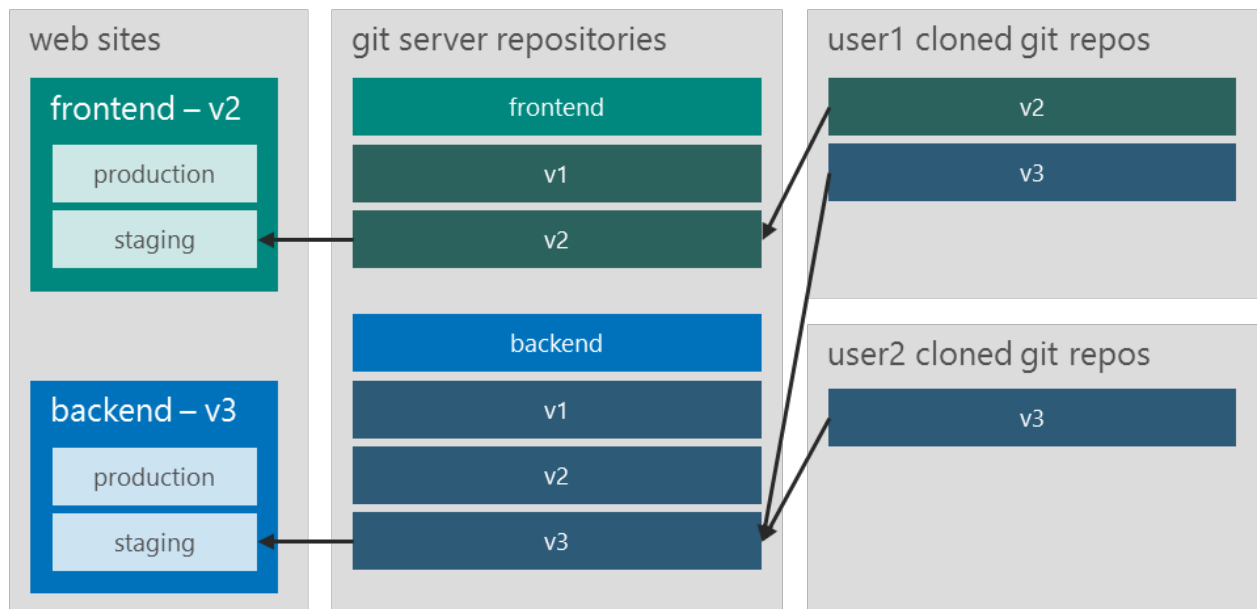 web sites
frontend – v2
production
staging
backend – v3
production
staging
git server repositories
frontend
v1
v2
backend
v1
v2
v3
user1 cloned git repos
v2
v3
user2 cloned git repos
v3